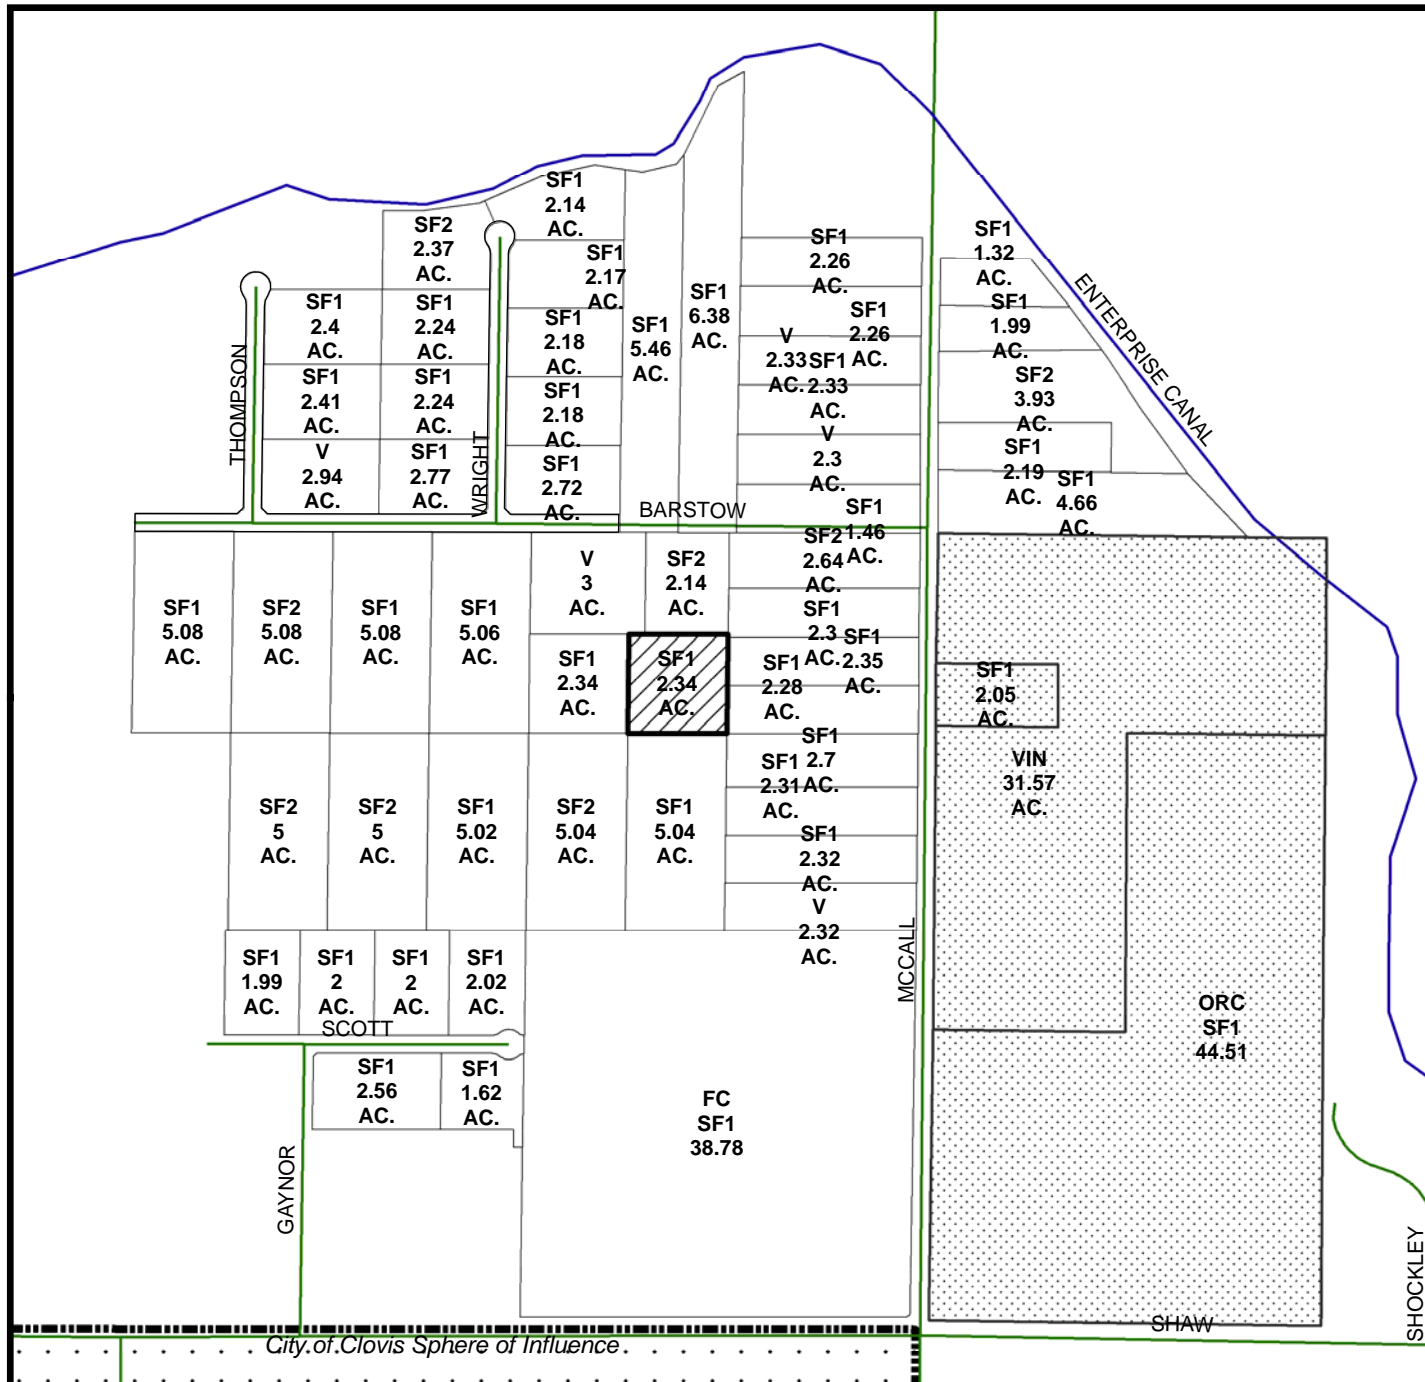 SF1
2.14
AC.
SF2
2.37
AC.
SF1
2.17
AC.
SF1
2.26
AC.
SF1
1.32
AC.
ENTERPRISE CANAL
SF1
2.4
AC.
SF1
2.24
AC.
SF1
2.18
AC.
SF1
5.46
AC.
SF1
6.38
AC.
SF1
2.26
AC.
V
2.33
AC.
SF1
2.33
AC.
SF1
1.99
AC.
THOMPSON
SF1
2.41
AC.
SF1
2.24
AC.
SF1
2.18
AC.
SF2
3.93
AC.
V
2.94
AC.
SF1
2.77
AC.
WRIGHT
SF1
2.72
AC.
V
2.3
AC.
SF1
2.19
AC.
SF1
4.66
AC.
BARSTOW
SF1
1.46
AC.
SF2
2.64
AC.
V
3
AC.
SF2
2.14
AC.
SF1
5.08
AC.
SF2
5.08
AC.
SF1
5.08
AC.
SF1
5.06
AC.
SF1
2.3
AC.
SF1
2.35
AC.
SF1
2.34
AC.
SF1
2.34
AC.
SF1
2.28
AC.
SF1
2.05
AC.
SF1
2.7
AC.
SF1
2.31
AC.
VIN
31.57
AC.
SF2
5
AC.
SF2
5
AC.
SF1
5.02
AC.
SF2
5.04
AC.
SF1
5.04
AC.
SF1
2.32
AC.
V
2.32
AC.
MCCALL
SF1
1.99
AC.
SF1
2
AC.
SF1
2
AC.
SF1
2.02
AC.
SCOTT
ORC
SF1
44.51
SF1
2.56
AC.
SF1
1.62
AC.
FC
SF1
38.78
GAYNOR
SHOCKLEY
SHAW
City of Clovis Sphere of Influence